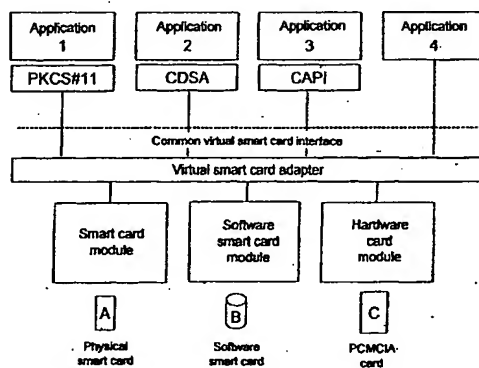 Application 1
Application 2
Application 3
Application 4
PKCS#11
CDSA
CAPI
Common virtual smart card interface
Virtual smart card adapter
Smart card module
Software smart card module
Hardware card module
A
B
C
Physical smart card
Software smart card
PCMCIA- card